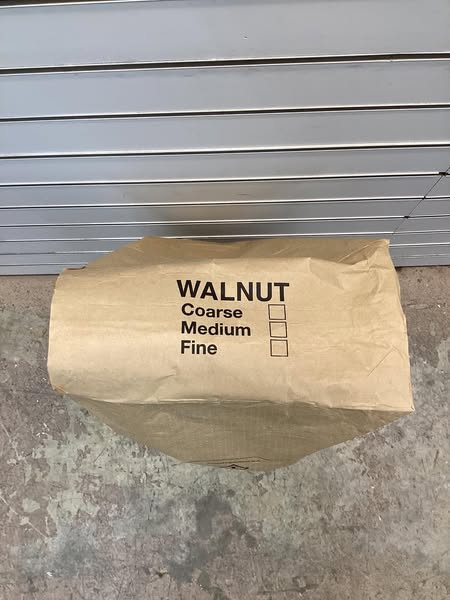 WALNUT
Coarse
Medium
Fine